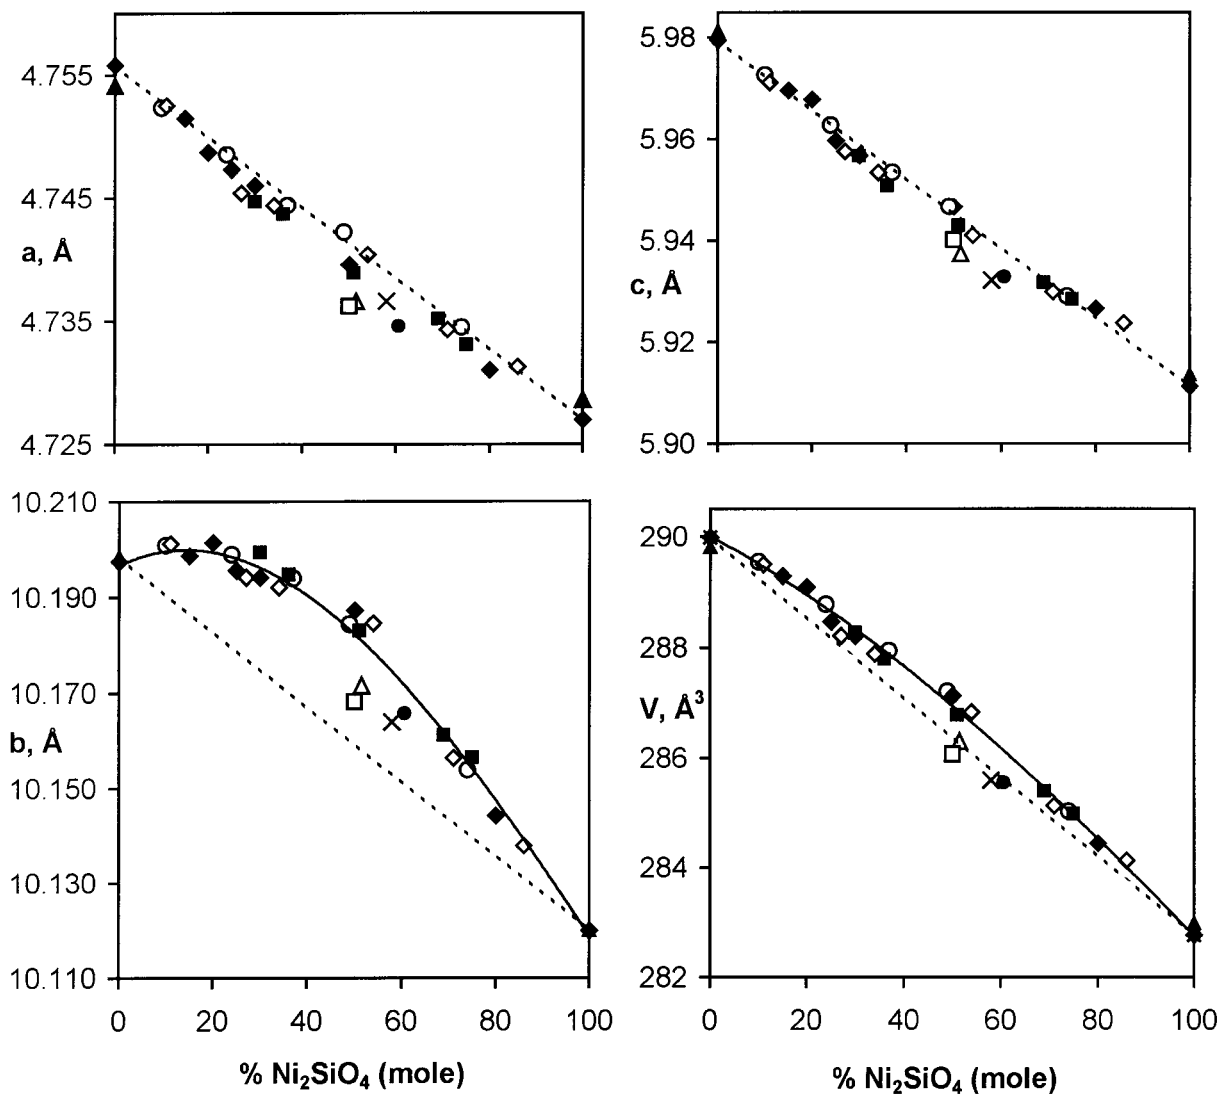 4.755
4.745
a, Å
4.735
4.725
5.98
5.96
5.94
c, Å
5.92
5.90
10.210
10.190
10.170
b, Å
10.150
10.130
10.110
0 20 40 60 80 100
% Ni₂SiO₄ (mole)
290
288
V, Å³
286
284
282
0 20 40 60 80 100
% Ni₂SiO₄ (mole)